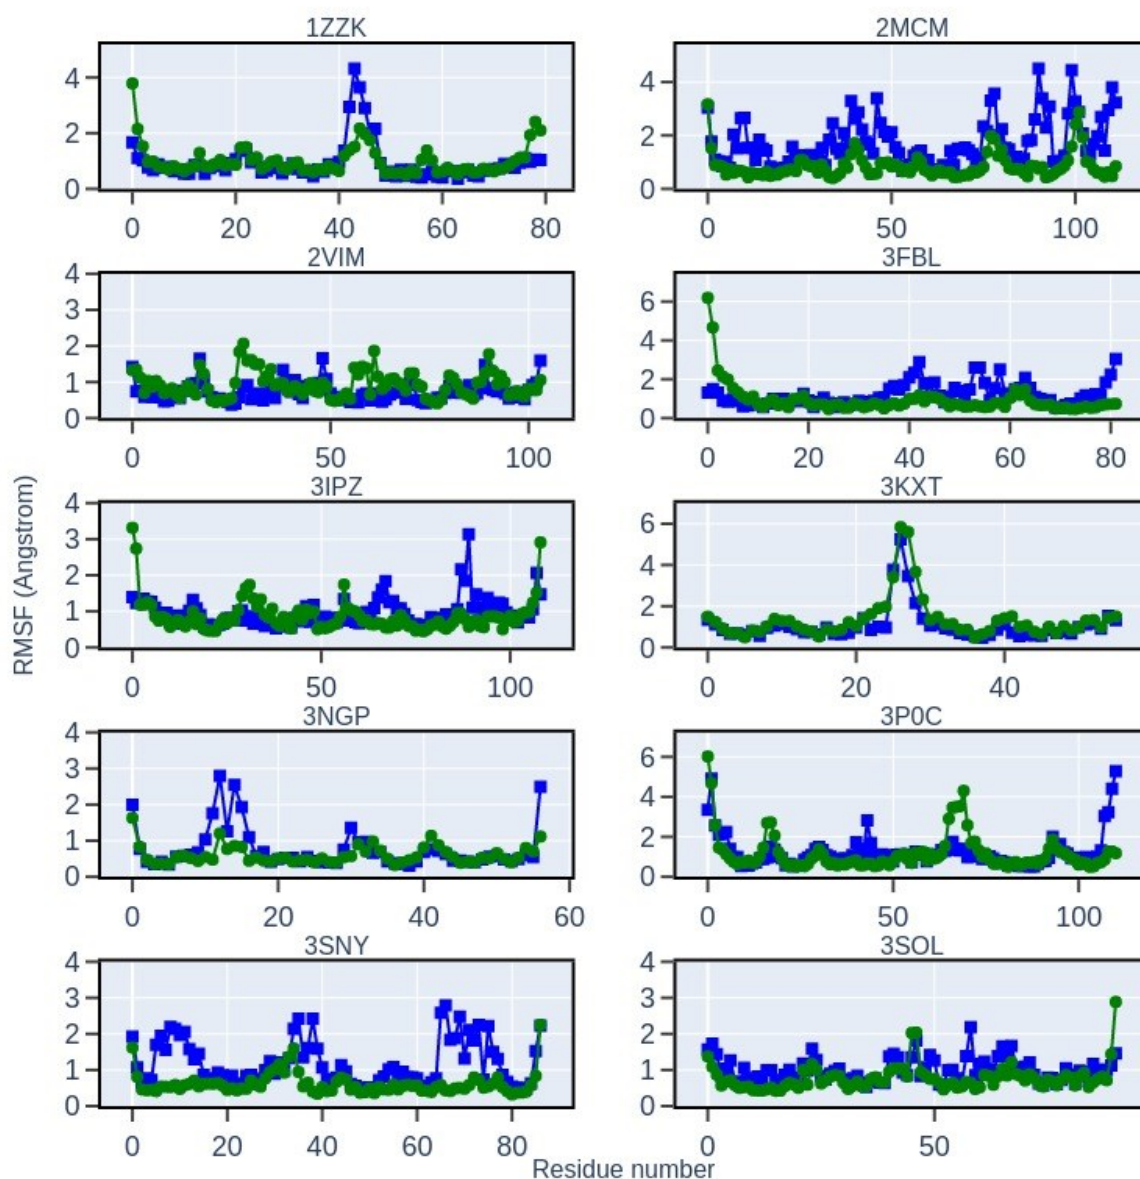 1ZZK 2MCM
4 4
2 2
0 0
0 20 40 60 80 0 50 100
2VIM 3FBL
4
3 6
2 4
1 2
0 0
0 50 100 0 20 40 60 80
3IPZ 3KXT
4
3 6
2 4
1 2
0 0
0 50 100 0 20 40
3NGP 3P0C
4
3 6
2 4
1 2
0 0
0 20 40 60 0 50 100
3SNY 3SOL
4 4
3 3
2 2
1 1
0 0
0 20 40 60 80 0 50
RMSF (Angstrom)
Residue number